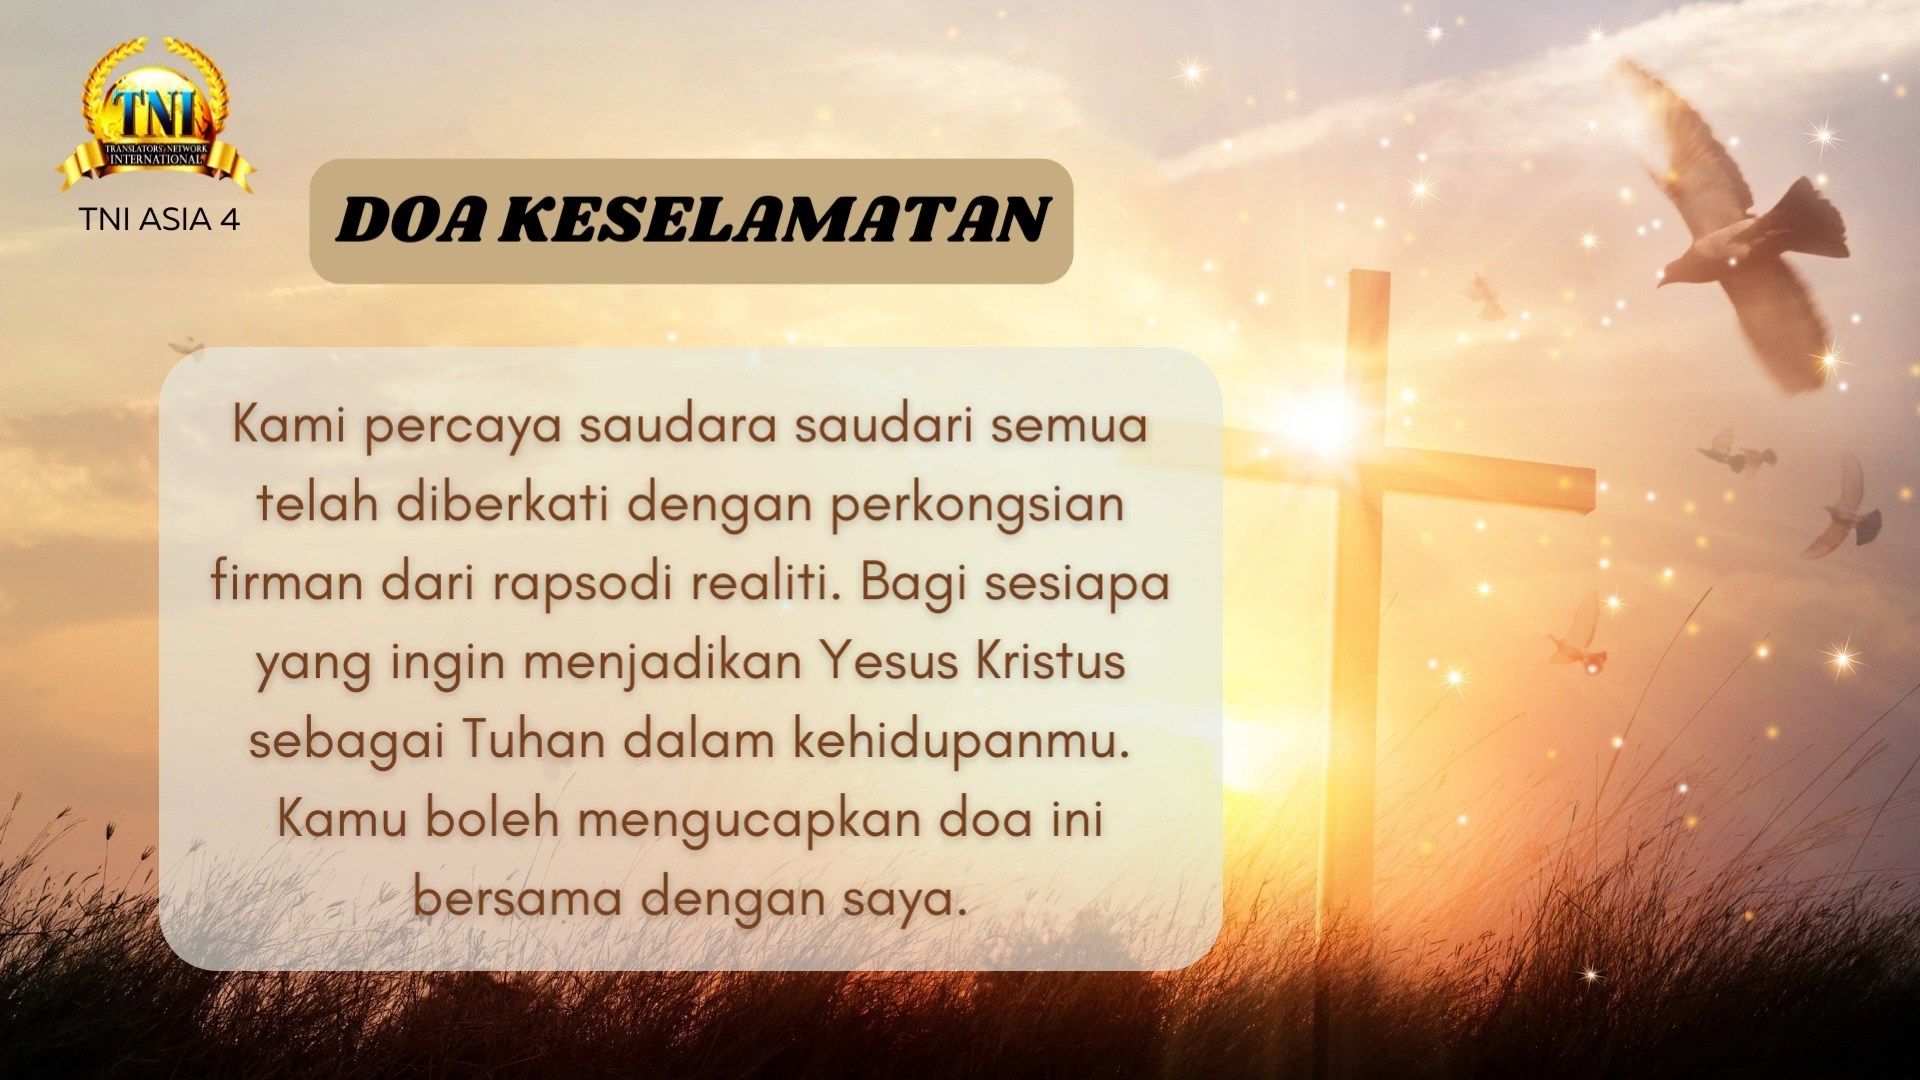 TNI
TRANSLATORS' NETWORK
INTERNATIONAL
TNI ASIA 4
DOA KESELAMATAN
Kami percaya saudara saudari semua
telah diberkati dengan perkongsian
firman dari rapsodi realiti. Bagi sesiapa
yang ingin menjadikan Yesus Kristus
sebagai Tuhan dalam kehidupanmu.
Kamu boleh mengucapkan doa ini
bersama dengan saya.